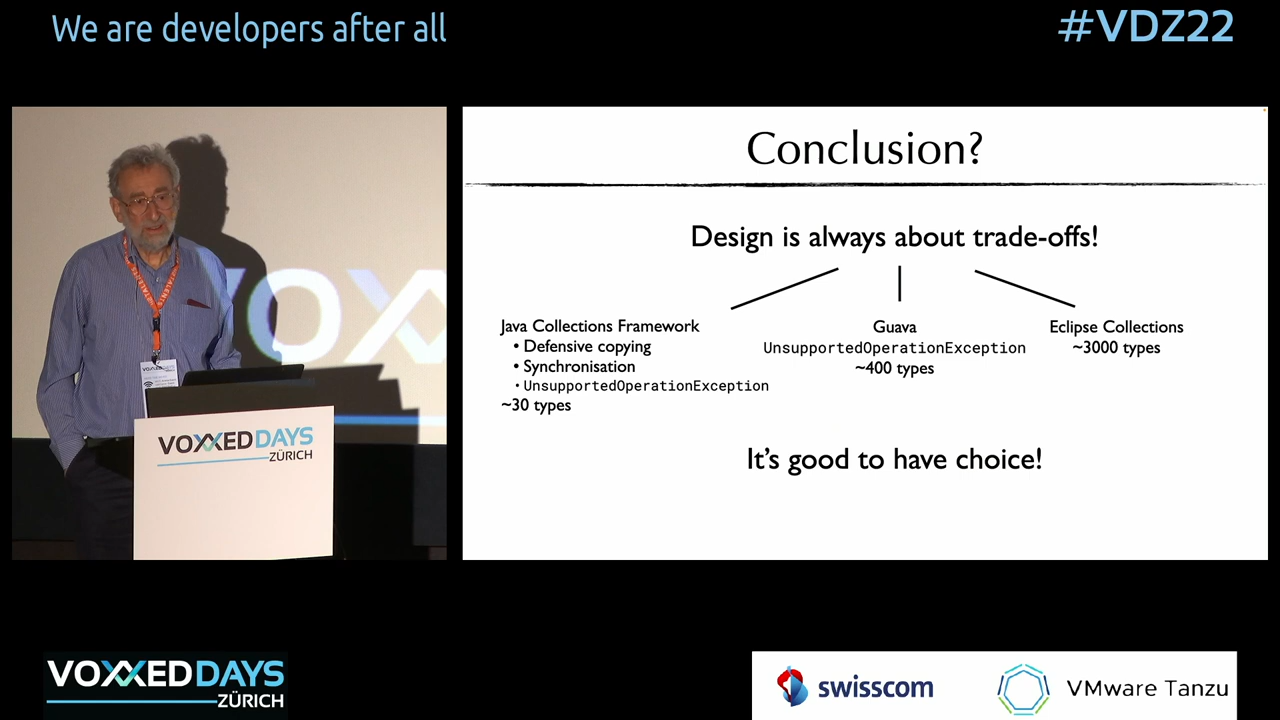 We are developers after all
#VDZ22
Conclusion?
Design is always about trade-offs!
Java Collections Framework
• Defensive copying
• Synchronisation
• UnsupportedOperationException
~30 types
Guava
UnsupportedOperationException
~400 types
Eclipse Collections
~3000 types
It's good to have choice!
VOXXED DAYS
ZÜRICH
VOXXED DAYS
ZÜRICH
swisscom
VMware Tanzu